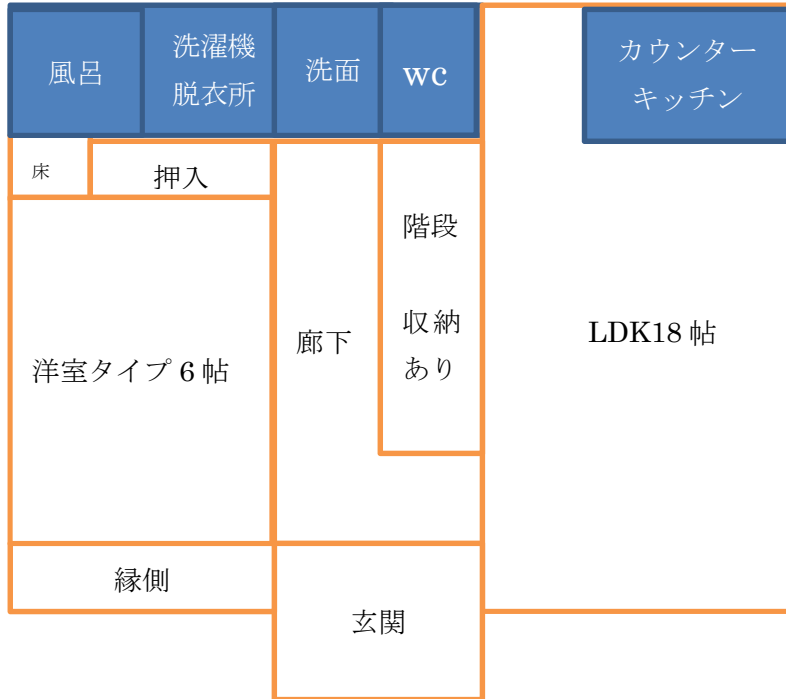 風呂
洗濯機
脱衣所
洗面
wc
カウンター
キッチン
床
押入
階段
収納
あり
廊下
洋室タイプ 6 帖
LDK18 帖
縁側
玄関